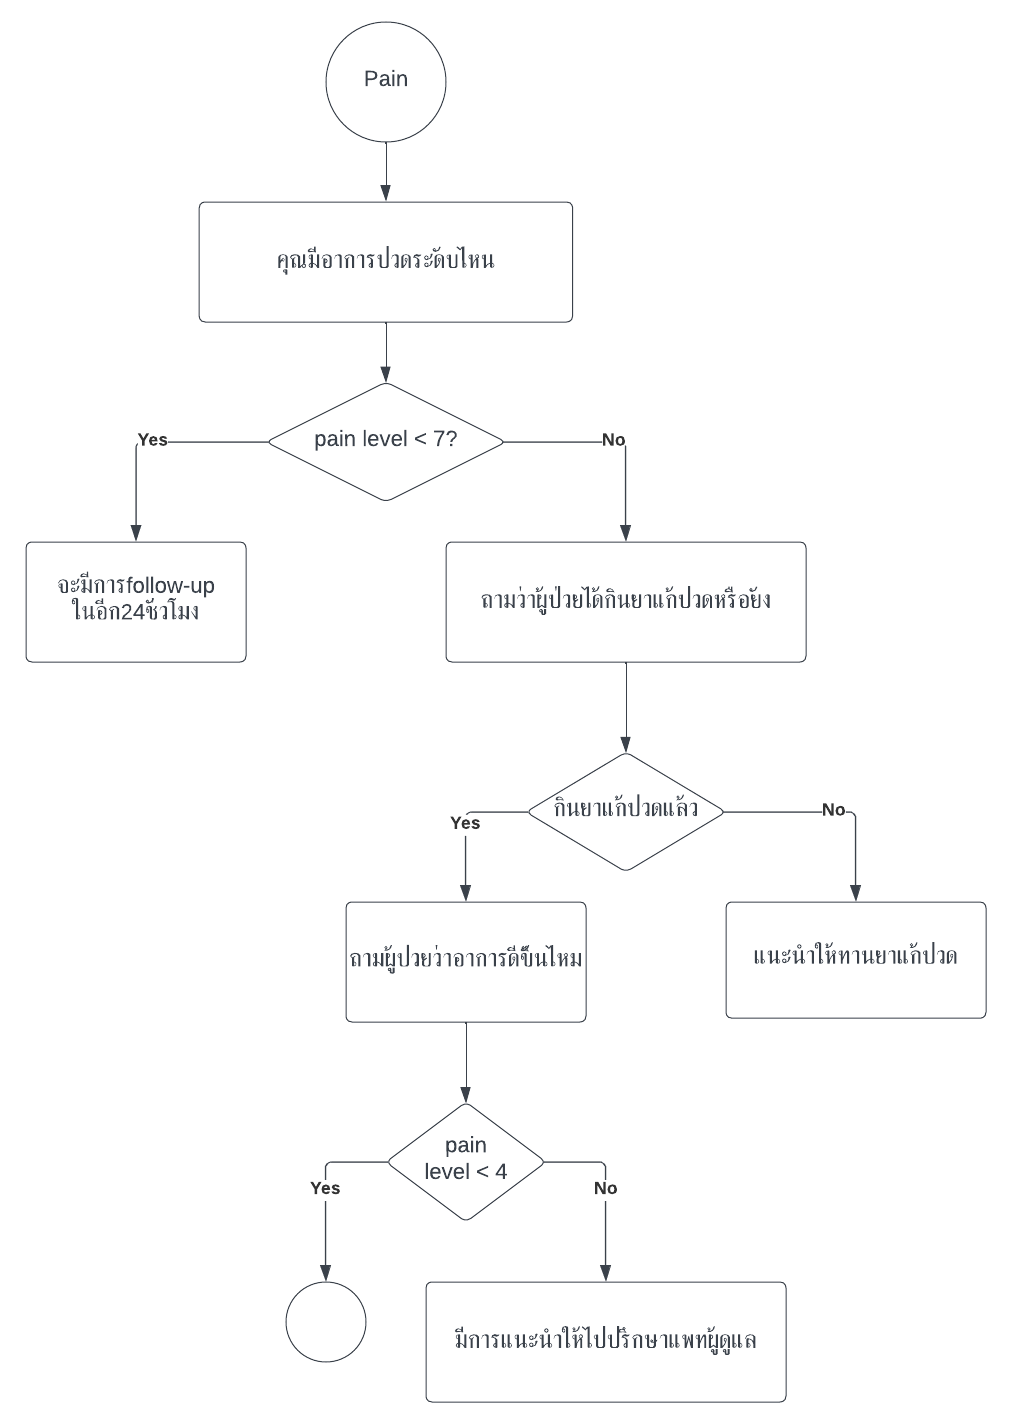 Pain
คุณมีอาการปวดระดับไหน
pain level < 7?
Yes
No
จะมีการfollow-up
ในอีก24ชัวโมง
ถามว่าผู้ป่วยได้กินยาแก้ปวดหรือยัง
กินยาแก้ปวดแล้ว
Yes
No
ถามผู้ปวยว่าอาการดีขึ้นไหม
แนะนำให้ทานยาแก้ปวด
pain
level < 4
Yes
No
มีการแนะนำให้ไปปรึกษาแพทผู้ดูแล